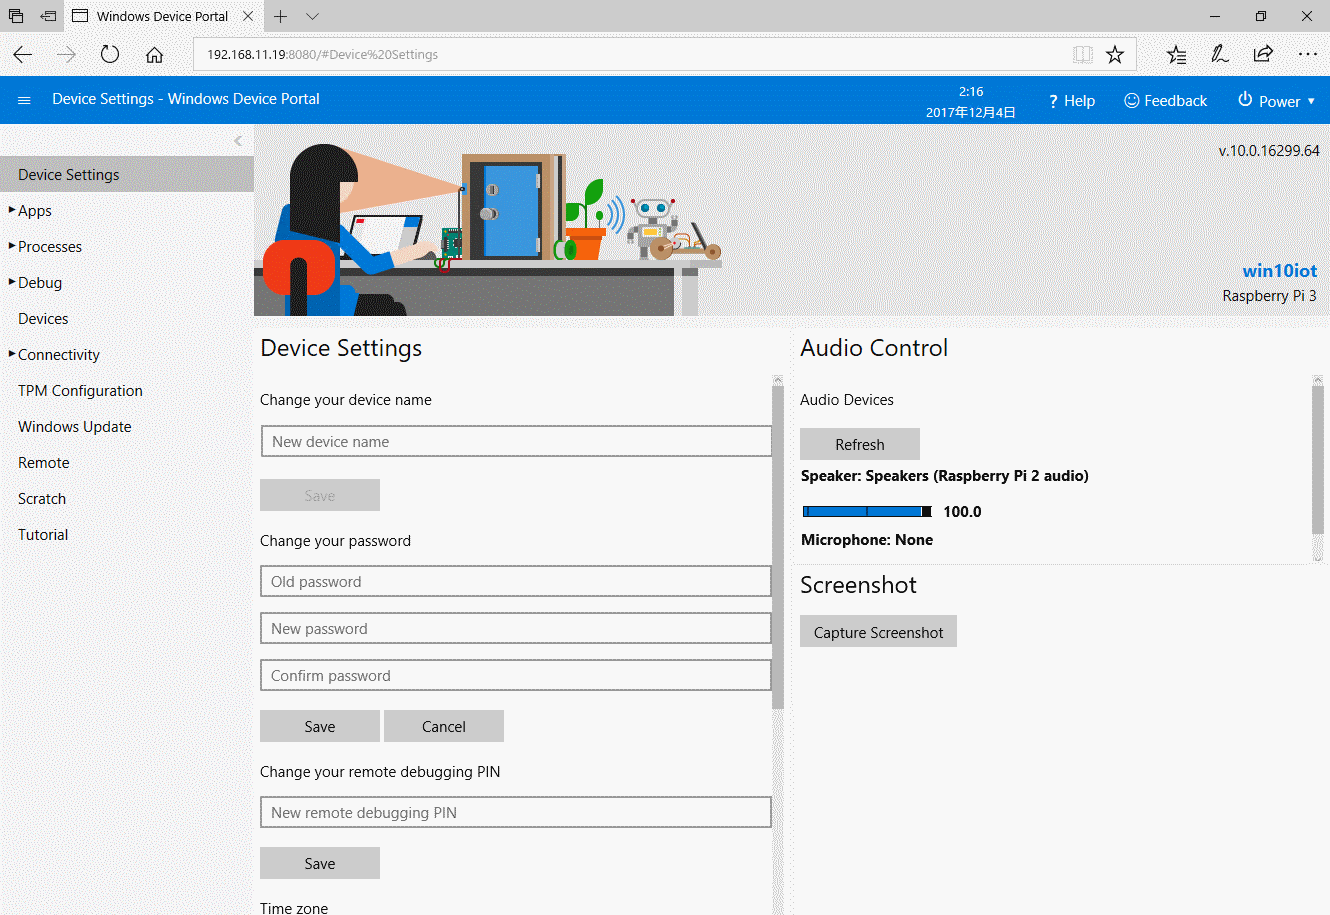 Windows Device Portal
192.168.11.19:8080/#Device%20Settings
Device Settings - Windows Device Portal
2:16
2017年12月4日
? Help
Feedback
Power
Device Settings
Apps
Processes
Debug
Devices
Connectivity
TPM Configuration
Windows Update
Remote
Scratch
Tutorial
v.10.0.16299.64
win10iot
Raspberry Pi 3
Device Settings
Change your device name
New device name
Save
Change your password
Old password
New password
Confirm password
Save Cancel
Change your remote debugging PIN
New remote debugging PIN
Save
Time zone
Audio Control
Audio Devices
Refresh
Speaker: Speakers (Raspberry Pi 2 audio)
100.0
Microphone: None
Screenshot
Capture Screenshot